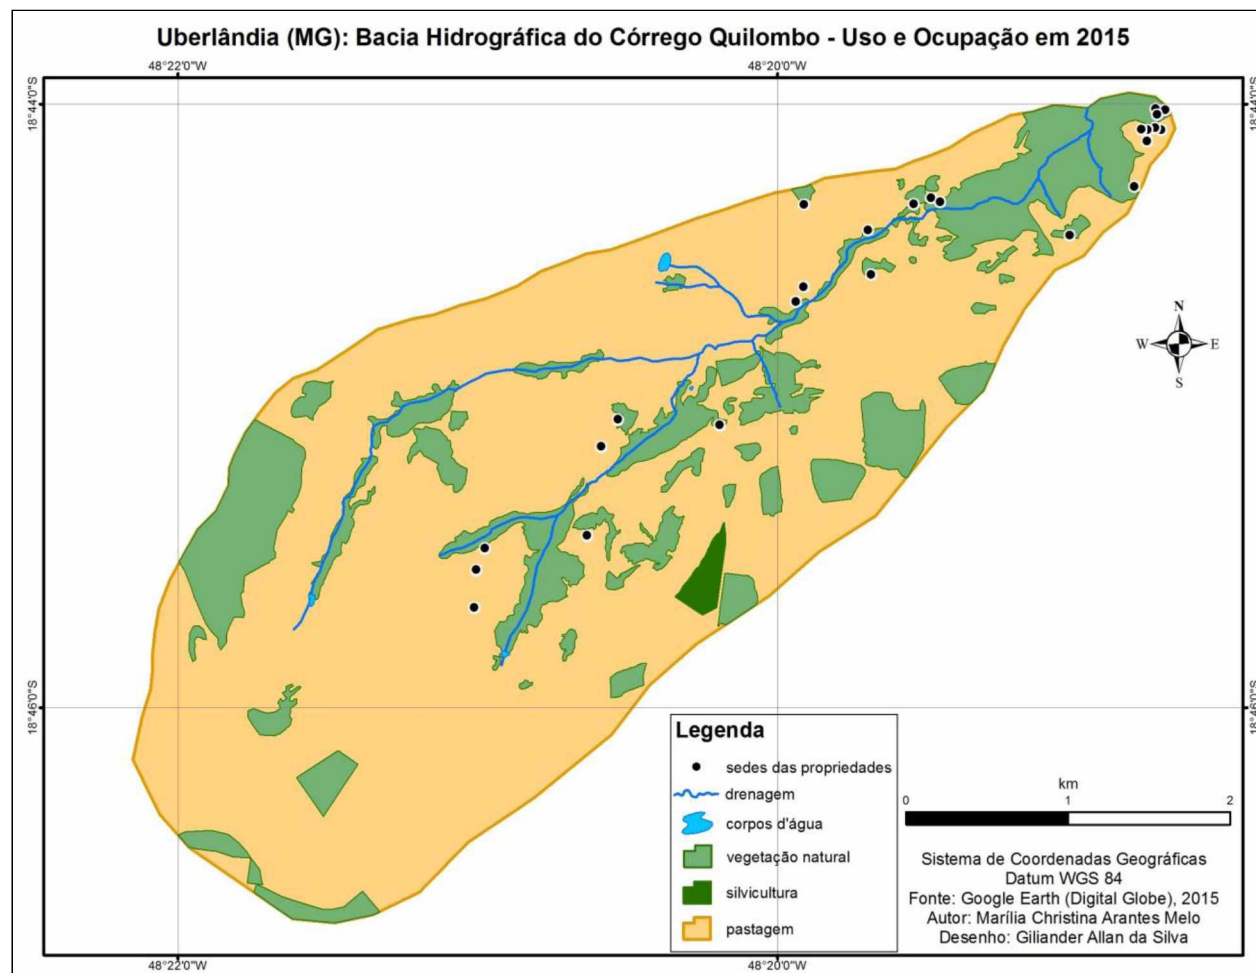 Uberlândia (MG): Bacia Hidrográfica do Córrego Quilombo - Uso e Ocupação em 2015
48°22'0"W
48°20'0"W
18°44'0"S
18°44'0"S
N
W
E
S
18°46'0"S
18°46'0"S
Legenda
sedes das propriedades
drenagem
corpos d'água
vegetação natural
silvicultura
pastagem
km
0
1
2
Sistema de Coordenadas Geográficas
Datum WGS 84
Fonte: Google Earth (Digital Globe), 2015
Autor: Marília Christina Arantes Melo
Desenho: Giliander Allan da Silva
48°22'0"W
48°20'0"W